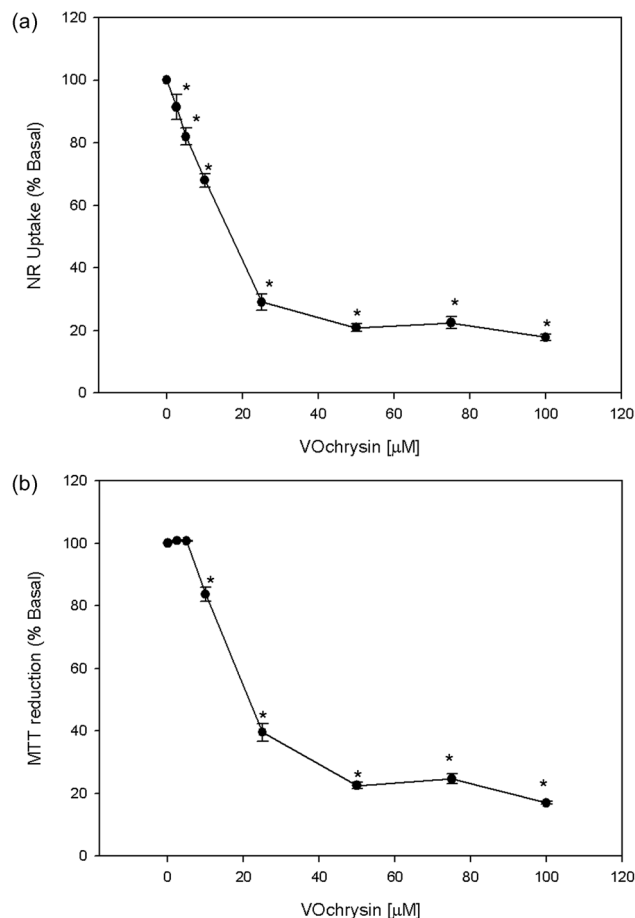 (a)
NR Uptake (% Basal)
120
100
80
60
40
20
0
* * * * * * *
0 20 40 60 80 100 120
VOchrysin [μM]
(b)
MTT reduction (% Basal)
120
100
80
60
40
20
0
* * * * *
0 20 40 60 80 100 120
VOchrysin [μM]